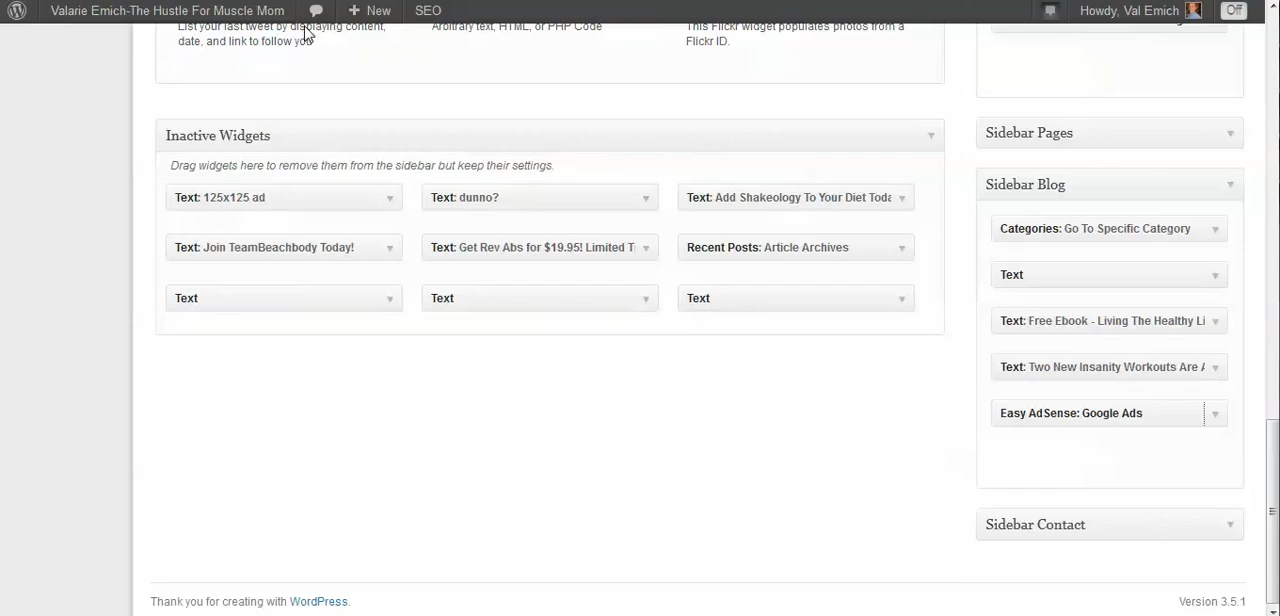 Valarie Emich-The Hustle For Muscle Mom
New
SEO
Howdy, Val Emich
Off
List your last tweet by displaying content,
date, and link to follow you
Arbitrary text, HTML, or PHP Code
This Flickr widget populates photos from a
Flickr ID.
Inactive Widgets
Drag widgets here to remove them from the sidebar but keep their settings.
Text: 125x125 ad
Text: dunno?
Text: Add Shakeology To Your Diet Toda
Text: Join TeamBeachbody Today!
Text: Get Rev Abs for $19.95! Limited T
Recent Posts: Article Archives
Text
Text
Text
Sidebar Pages
Sidebar Blog
Categories: Go To Specific Category
Text
Text: Free Ebook - Living The Healthy Li
Text: Two New Insanity Workouts Are A
Easy AdSense: Google Ads
Sidebar Contact
Thank you for creating with WordPress.
Version 3.5.1